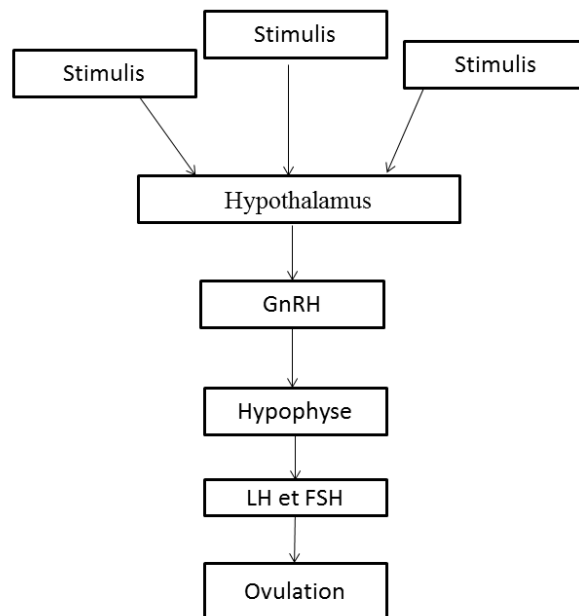 Stimulis
Stimulis
Stimulis
Hypothalamus
GnRH
Hypophyse
LH et FSH
Ovulation